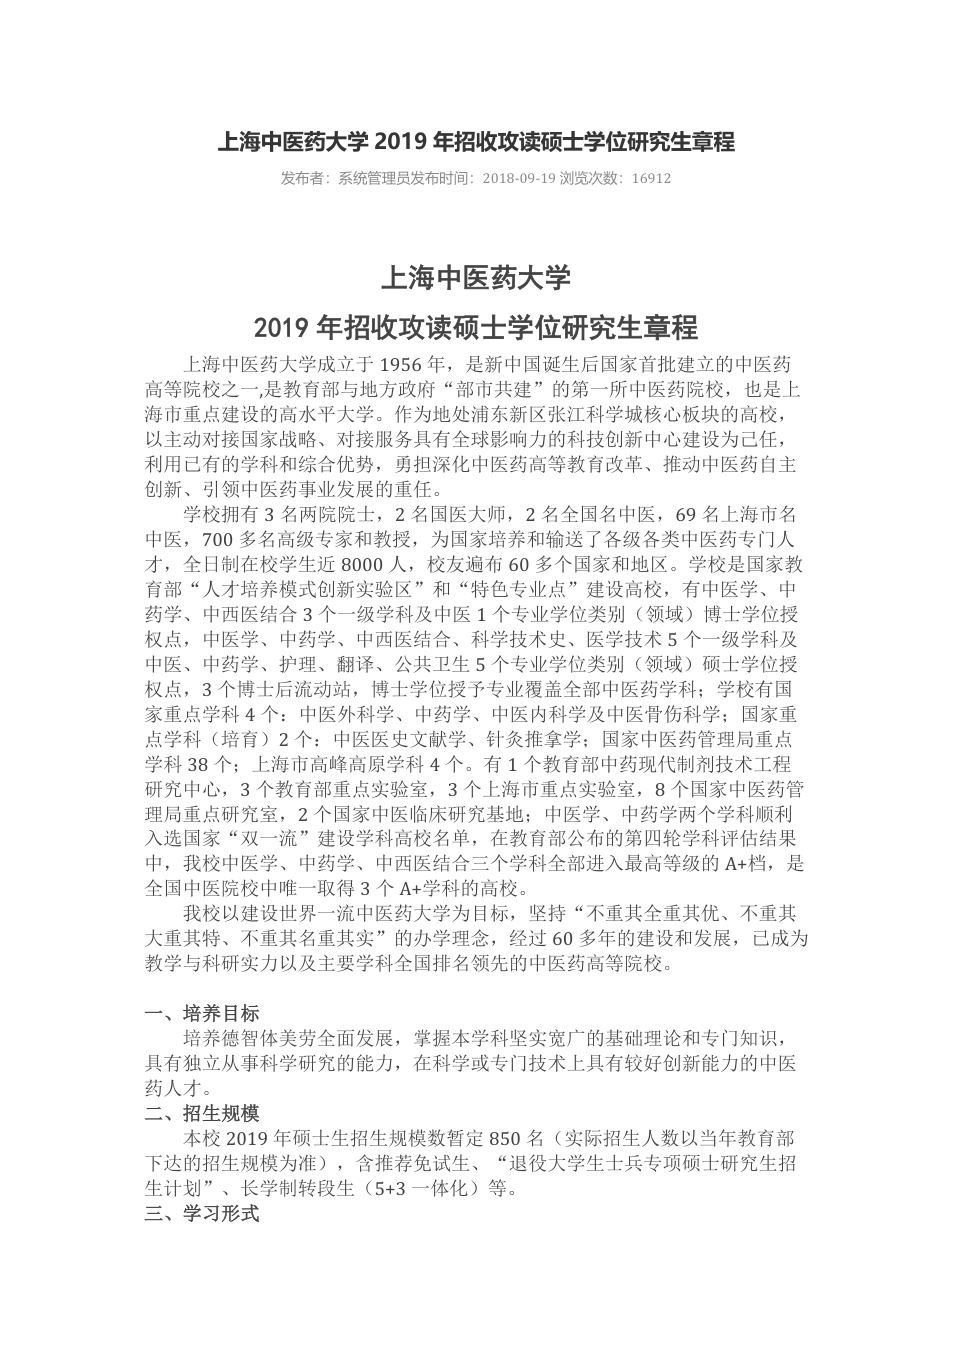 上海中医药大学 2019 年招收攻读硕士学位研究生章程
发布者：系统管理员发布时间：2018-09-19 浏览次数：16912
上海中医药大学
2019 年招收攻读硕士学位研究生章程
上海中医药大学成立于 1956 年，是新中国诞生后国家首批建立的中医药
高等院校之一,是教育部与地方政府“部市共建”的第一所中医药院校，也是上
海市重点建设的高水平大学。作为地处浦东新区张江科学城核心板块的高校，
以主动对接国家战略、对接服务具有全球影响力的科技创新中心建设为己任，
利用已有的学科和综合优势，勇担深化中医药高等教育改革、推动中医药自主
创新、引领中医药事业发展的重任。
学校拥有 3 名两院院士，2 名国医大师，2 名全国名中医，69 名上海市名
中医，700 多名高级专家和教授，为国家培养和输送了各级各类中医药专门人
才，全日制在校学生近 8000 人，校友遍布 60 多个国家和地区。学校是国家教
育部“人才培养模式创新实验区”和“特色专业点”建设高校，有中医学、中
药学、中西医结合 3 个一级学科及中医 1 个专业学位类别（领域）博士学位授
权点，中医学、中药学、中西医结合、科学技术史、医学技术 5 个一级学科及
中医、中药学、护理、翻译、公共卫生 5 个专业学位类别（领域）硕士学位授
权点，3 个博士后流动站，博士学位授予专业覆盖全部中医药学科；学校有国
家重点学科 4 个：中医外科学、中药学、中医内科学及中医骨伤科学；国家重
点学科（培育）2 个：中医医史文献学、针灸推拿学；国家中医药管理局重点
学科 38 个；上海市高峰高原学科 4 个。有 1 个教育部中药现代制剂技术工程
研究中心，3 个教育部重点实验室，3 个上海市重点实验室，8 个国家中医药管
理局重点研究室，2 个国家中医临床研究基地；中医学、中药学两个学科顺利
入选国家“双一流”建设学科高校名单，在教育部公布的第四轮学科评估结果
中，我校中医学、中药学、中西医结合三个学科全部进入最高等级的 A+档，是
全国中医院校中唯一取得 3 个 A+学科的高校。
我校以建设世界一流中医药大学为目标，坚持“不重其全重其优、不重其
大重其特、不重其名重其实”的办学理念，经过 60 多年的建设和发展，已成为
教学与科研实力以及主要学科全国排名领先的中医药高等院校。
一、培养目标
培养德智体美劳全面发展，掌握本学科坚实宽广的基础理论和专门知识，
具有独立从事科学研究的能力，在科学或专门技术上具有较好创新能力的中医
药人才。
二、招生规模
本校 2019 年硕士生招生规模数暂定 850 名（实际招生人数以当年教育部
下达的招生规模为准），含推荐免试生、“退役大学生士兵专项硕士研究生招
生计划”、长学制转段生（5+3 一体化）等。
三、学习形式